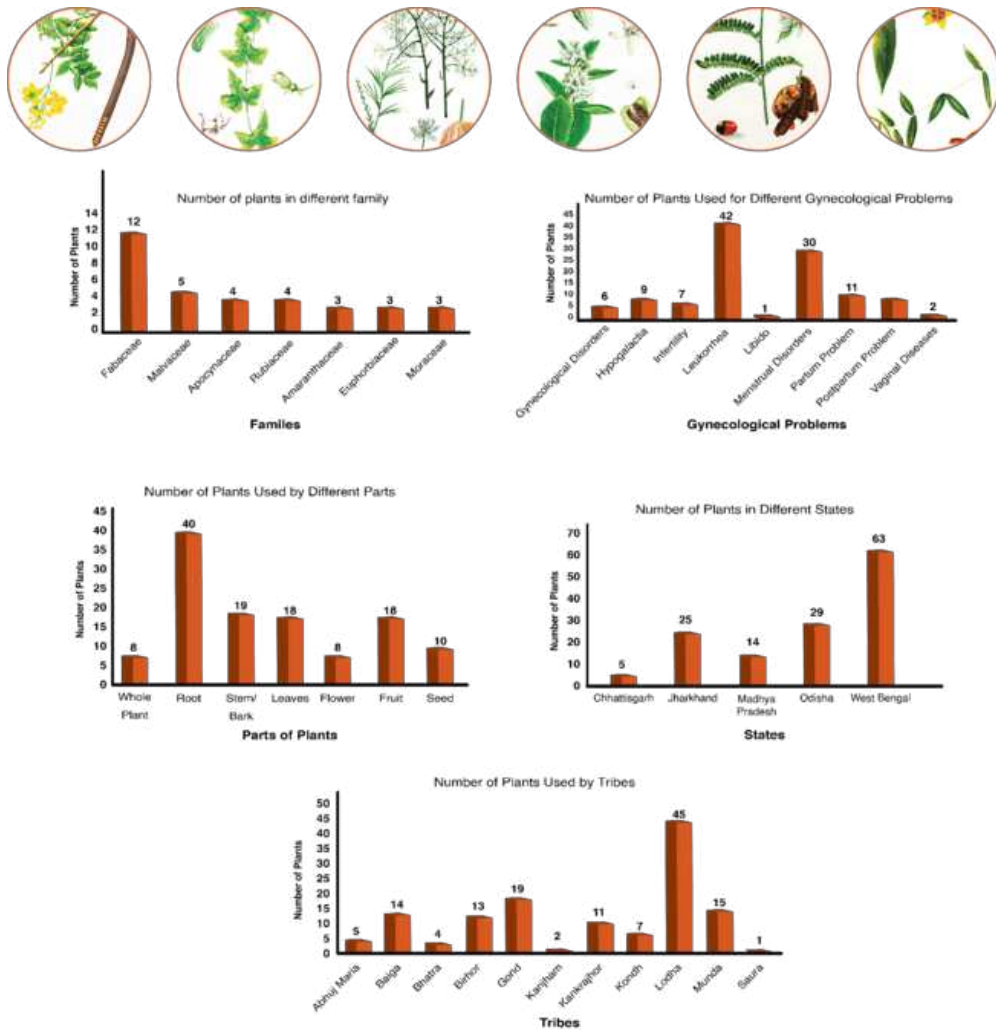 Number of plants in different family
Number of Plants
14
12
10
8
6
4
2
0
12
5
4
4
3
3
3
Fabaceae
Malvaceae
Apocynaceae
Rubiaceae
Amaranthaceae
Euphorbiaceae
Moraceae
Familes
Number of Plants Used for Different Gynecological Problems
Number of Plants
45
40
35
30
25
20
15
10
5
0
6
9
7
42
1
30
11
2
Gynecological Disorders
Hypogalactia
Infertility
Leukorrhea
Libido
Menstrual Disorders
Partum Problem
Postpartum Problem
Vaginal Diseases
Gynecological Problems
Number of Plants Used by Different Parts
Number of Plants
45
40
35
30
25
20
15
10
5
0
8
40
19
18
8
18
10
Whole Plant
Root
Stem/ Bark
Leaves
Flower
Fruit
Seed
Parts of Plants
Number of Plants in Different States
Number of Plants
70
60
50
40
30
20
10
0
5
25
14
29
63
Chhattisgarh
Jharkhand
Madhya Pradesh
Odisha
West Bengal
States
Number of Plants Used by Tribes
Number of Plants
50
45
40
35
30
25
20
15
10
5
0
5
14
4
13
19
2
11
7
45
15
1
Abhuj Maria
Baiga
Bhatra
Birhor
Gond
Kanjham
Kankrajhor
Kondh
Lodha
Munda
Saura
Tribes